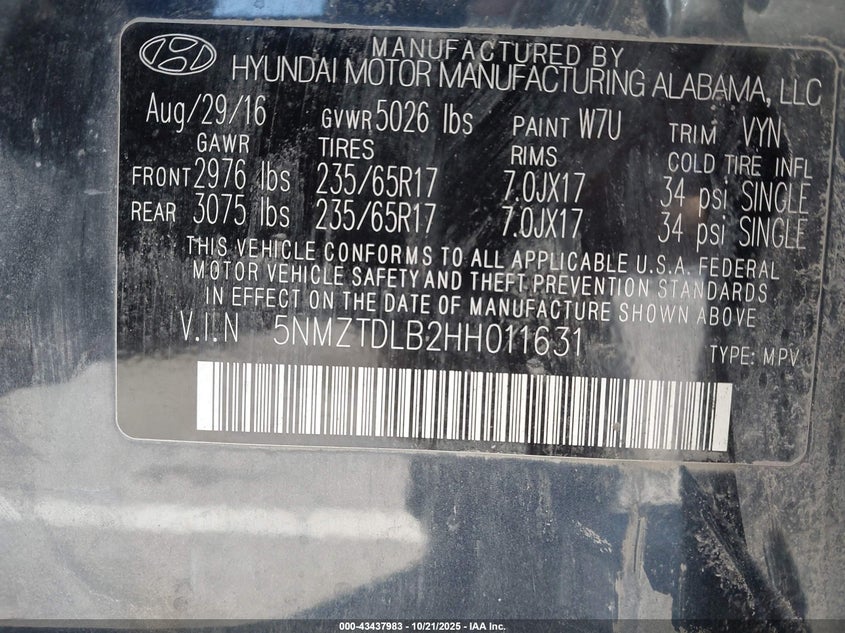 MANUFACTURED BY
HYUNDAI MOTOR MANUFACTURING ALABAMA, LLC
Aug/29/16 GVWR 5026 lbs PAINT W7U TRIM VYN
GAWR TIRES RIMS COLD TIRE INFL
FRONT 2976 lbs 235/65R17 7.0JX17 34 psi SINGLE
REAR 3075 lbs 235/65R17 7.0JX17 34 psi SINGLE
THIS VEHICLE CONFORMS TO ALL APPLICABLE U.S.A. FEDERAL
MOTOR VEHICLE SAFETY AND THEFT PREVENTION STANDARDS
IN EFFECT ON THE DATE OF MANUFACTURE SHOWN ABOVE
V.I.N 5NMZTDLB2HH011631 TYPE: MPV
000-43437983 - 10/21/2025 - IAA Inc.